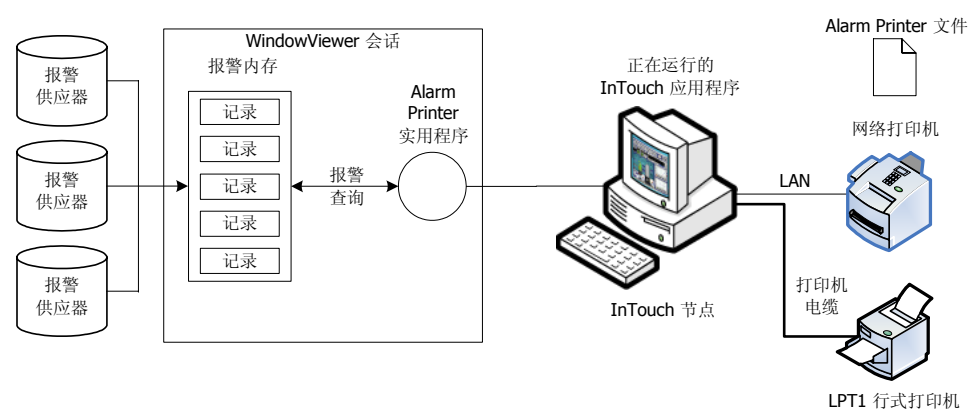 报警
供应器
报警
供应器
报警
供应器
WindowViewer 会话
报警内存
记录
记录
记录
记录
记录
报警
查询
Alarm
Printer
实用程序
正在运行的
InTouch 应用程序
InTouch 节点
LAN
打印机
电缆
Alarm Printer 文件
网络打印机
LPT1 行式打印机